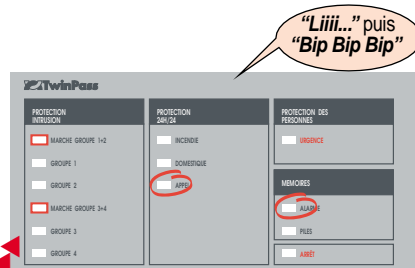 "Liiii..." puis
"Bip Bip Bip"
TwinPass
PROTECTION
INTRUSION
MARCHE GROUPE 1+2
GROUPE 1
GROUPE 2
MARCHE GROUPE 3+4
GROUPE 3
GROUPE 4
PROTECTION
24H/24
INCENDIE
DOMESTIQUE
APPEL
PROTECTION DES
PERSONNES
URGENCE
MEMOIRES
ALARME
PILES
ARRÊT